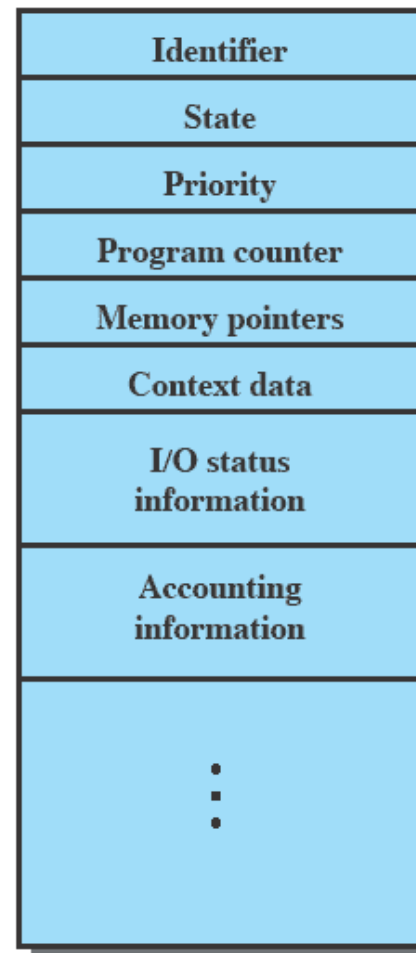 Identifier
State
Priority
Program counter
Memory pointers
Context data
I/O status
information
Accounting
information